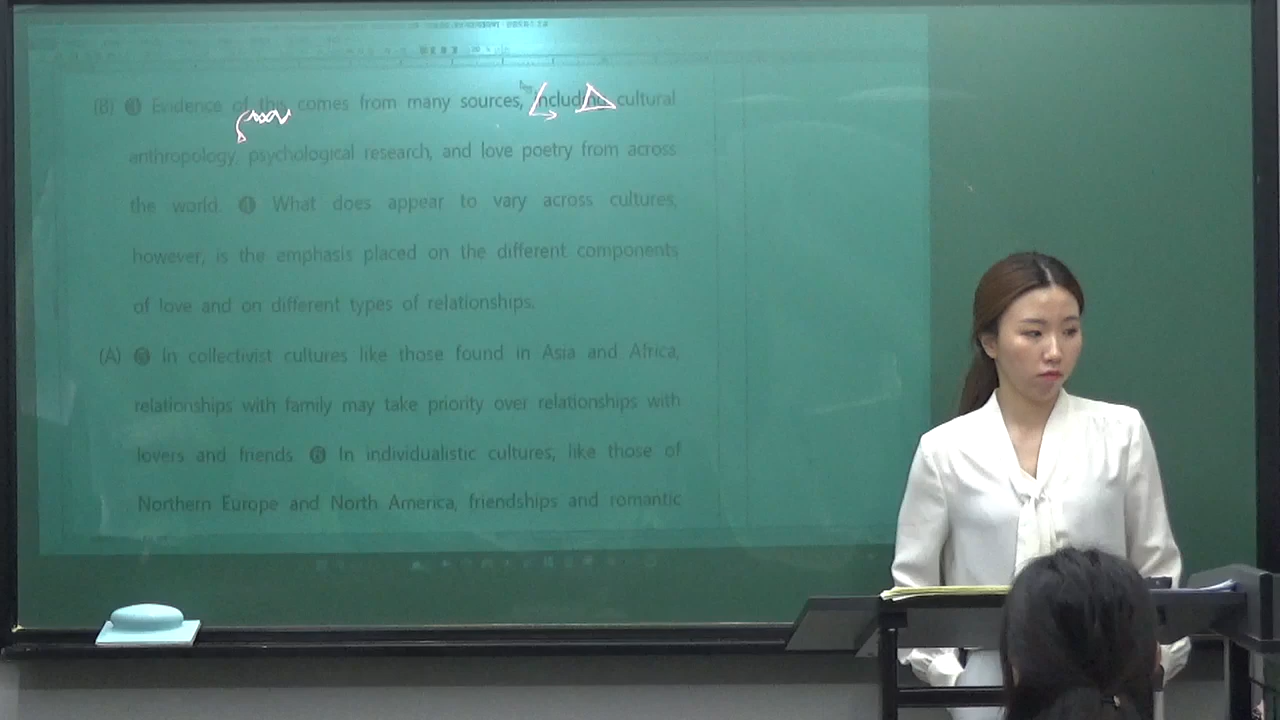 (B) ❸ Evidence of this comes from many sources, including cultural
anthropology, psychological research, and love poetry from across
the world. ❹ What does appear to vary across cultures,
however, is the emphasis placed on the different components
of love and on different types of relationships.
(A) ❺ In collectivist cultures like those found in Asia and Africa,
relationships with family may take priority over relationships with
lovers and friends. ❻ In individualistic cultures, like those of
Northern Europe and North America, friendships and romantic